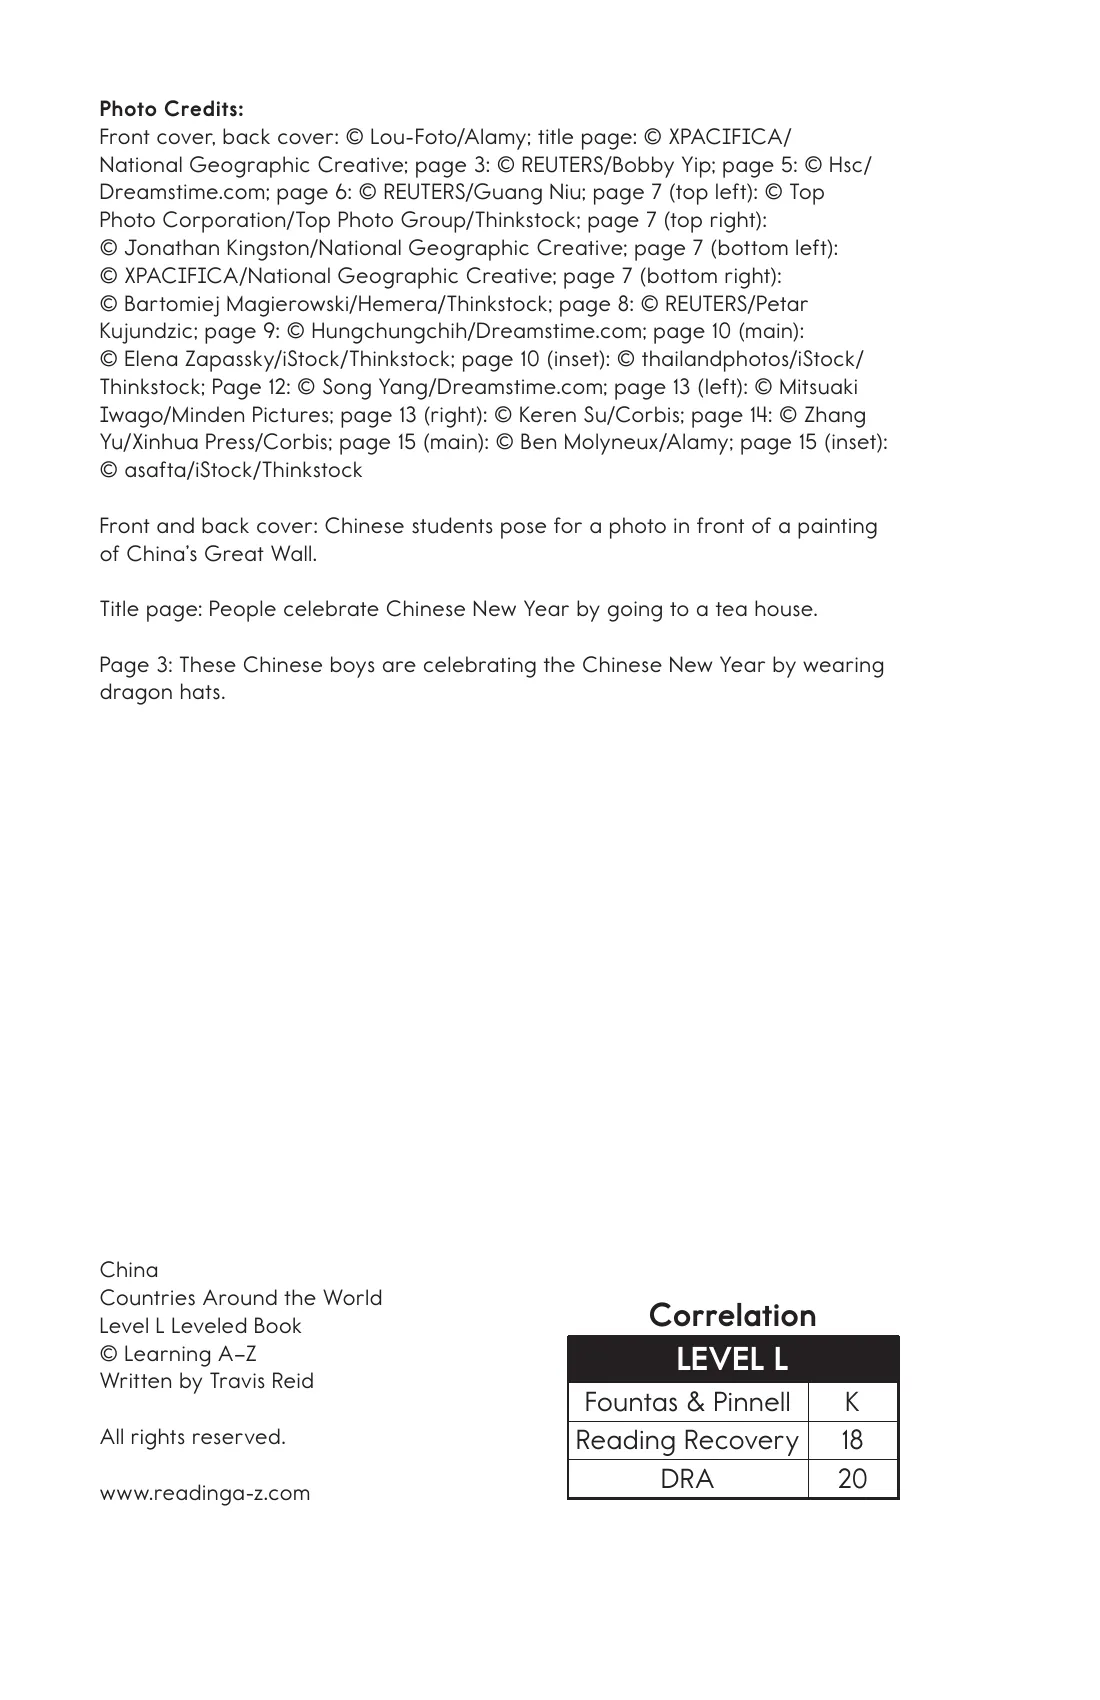 Photo Credits:
Front cover, back cover: © Lou-Foto/Alamy; title page: © XPACIFICA/
National Geographic Creative; page 3: © REUTERS/Bobby Yip; page 5: © Hsc/
Dreamstime.com; page 6: © REUTERS/Guang Niu; page 7 (top left): © Top
Photo Corporation/Top Photo Group/Thinkstock; page 7 (top right):
© Jonathan Kingston/National Geographic Creative; page 7 (bottom left):
© XPACIFICA/National Geographic Creative; page 7 (bottom right):
© Bartomiej Magierowski/Hemera/Thinkstock; page 8: © REUTERS/Petar
Kujundzic; page 9: © Hungchungchih/Dreamstime.com; page 10 (main):
© Elena Zapassky/iStock/Thinkstock; page 10 (inset): © thailandphotos/iStock/
Thinkstock; Page 12: © Song Yang/Dreamstime.com; page 13 (left): © Mitsuaki
Iwago/Minden Pictures; page 13 (right): © Keren Su/Corbis; page 14: © Zhang
Yu/Xinhua Press/Corbis; page 15 (main): © Ben Molyneux/Alamy; page 15 (inset):
© asafta/iStock/Thinkstock
Front and back cover: Chinese students pose for a photo in front of a painting
of China's Great Wall.
Title page: People celebrate Chinese New Year by going to a tea house.
Page 3: These Chinese boys are celebrating the Chinese New Year by wearing
dragon hats.
China
Countries Around the World
Level L Leveled Book
© Learning A–Z
Written by Travis Reid
All rights reserved.
www.readinga-z.com
Correlation
LEVEL L
Fountas & Pinnell K
Reading Recovery 18
DRA 20